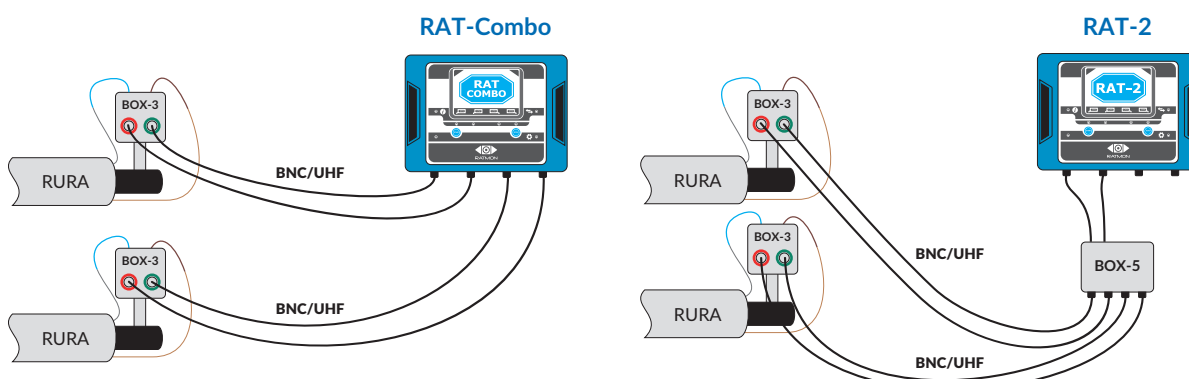 RAT-Combo
RAT
COMBO
RATMON
BOX-3
RURA
BNC/UHF
BOX-3
RURA
BNC/UHF
RAT-2
RAT-2
RATMON
BOX-3
RURA
BOX-3
RURA
BNC/UHF
BOX-5
BNC/UHF